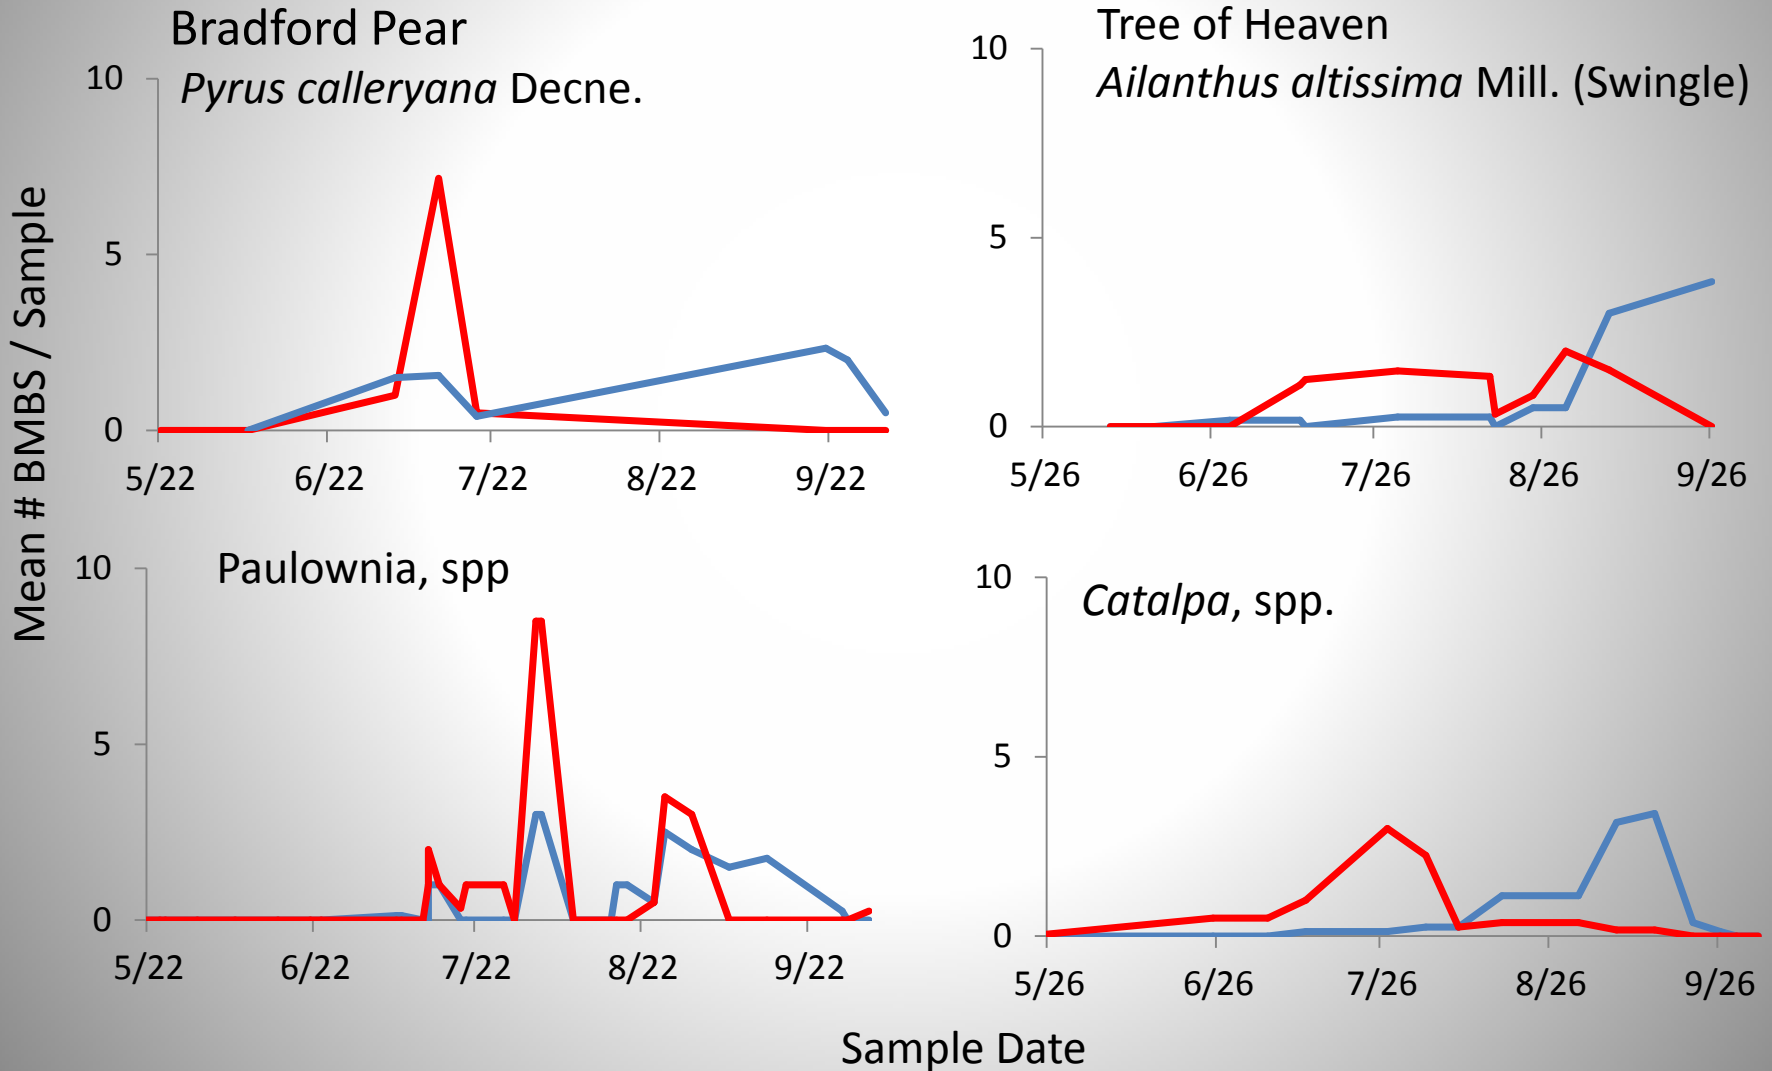 Bradford Pear
Pyrus calleryana Decne.
10
5
0
5/22 6/22 7/22 8/22 9/22
Tree of Heaven
Ailanthus altissima Mill. (Swingle)
10
5
0
5/26 6/26 7/26 8/26 9/26
Mean # BMBS / Sample
Paulownia, spp
10
5
0
5/22 6/22 7/22 8/22 9/22
Catalpa, spp.
10
5
0
5/26 6/26 7/26 8/26 9/26
Sample Date